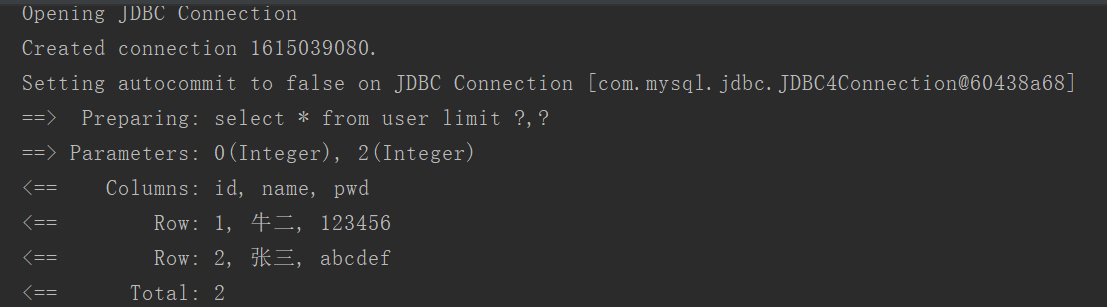 Opening JDBC Connection
Created connection 1615039080.
Setting autocommit to false on JDBC Connection [com.mysql.jdbc.JDBC4Connection@60438a68]
==>  Preparing: select * from user limit ?,?
==> Parameters: 0(Integer), 2(Integer)
<==    Columns: id, name, pwd
<==        Row: 1, 牛二, 123456
<==        Row: 2, 张三, abcdef
<==      Total: 2